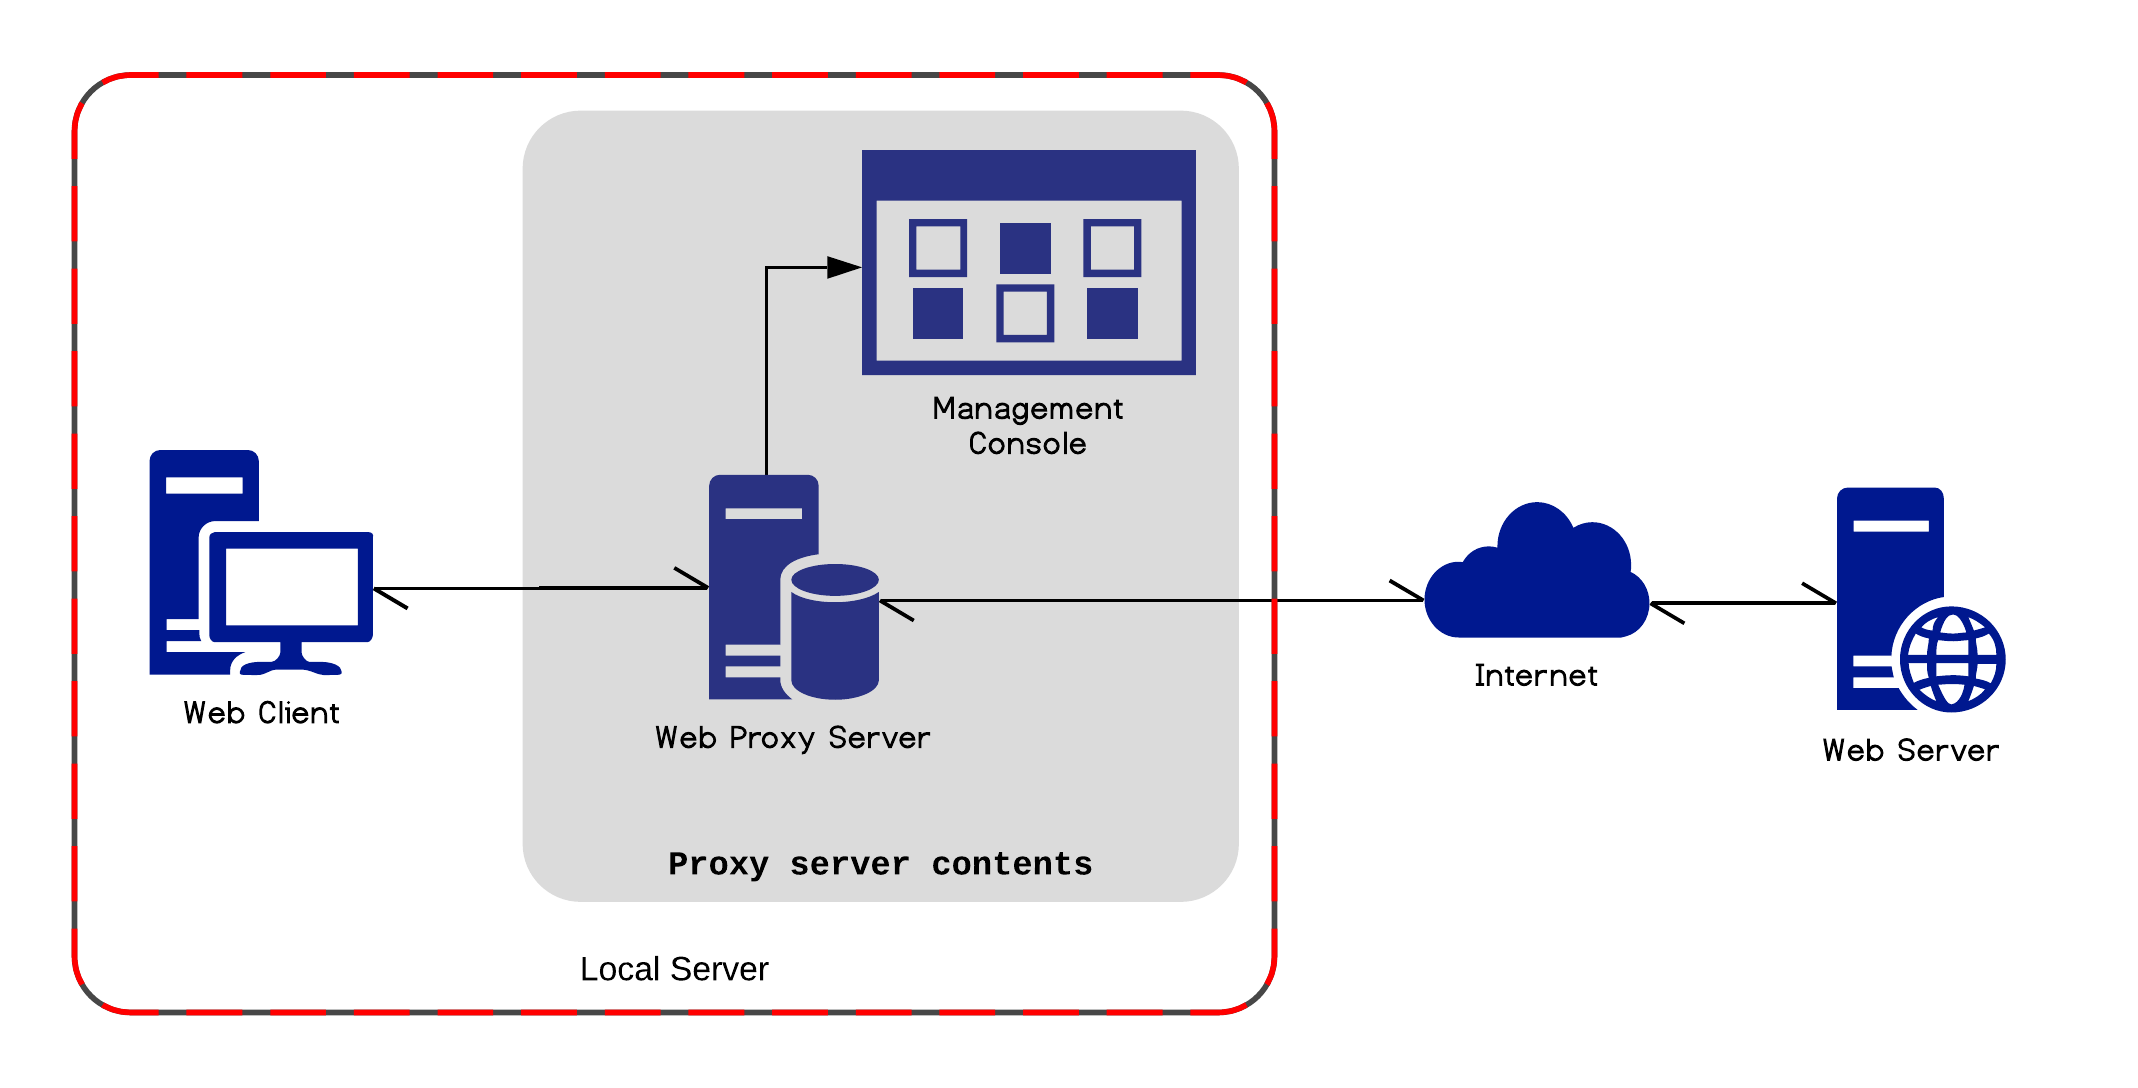 Management
Console
Web Client
Web Proxy Server
Internet
Web Server
Proxy server contents
Local Server